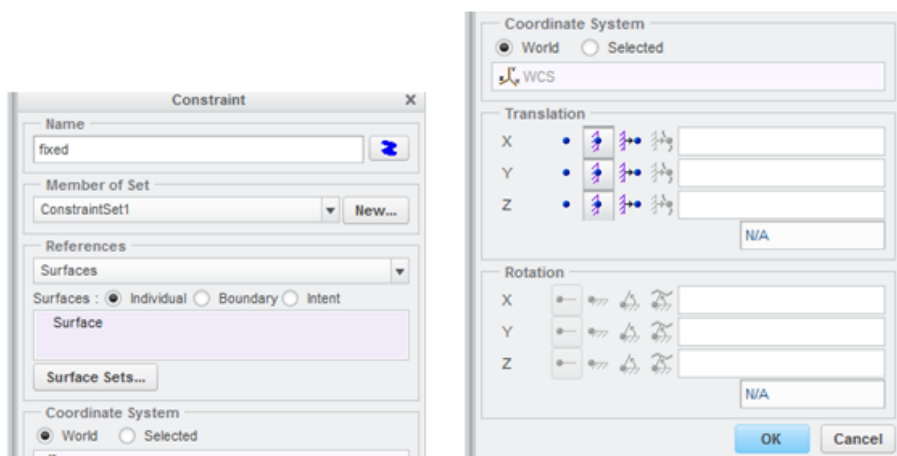 Constraint X
Name
fixed
Member of Set
ConstraintSet1 New...
References
Surfaces
Surfaces : Individual Boundary Intent
Surface
Surface Sets...
Coordinate System
World Selected
Coordinate System
World Selected
WCS
Translation
X
Y
Z
N/A
Rotation
X
Y
Z
N/A
OK Cancel